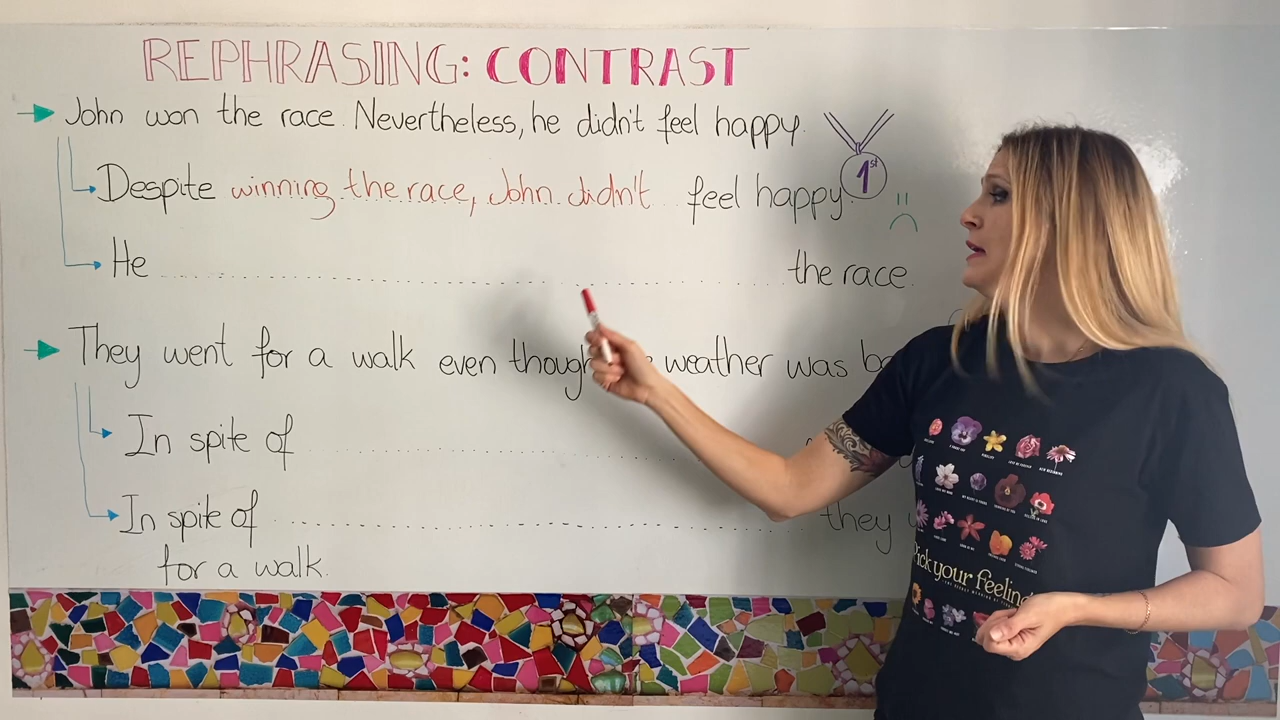 REPHRASING: CONTRAST
John won the race. Nevertheless, he didn't feel happy.
Despite winning the race, John didn't feel happy.
1st
He the race.
They went for a walk even though weather was
In spite of
In spite of they
for a walk.
Pick your feeling